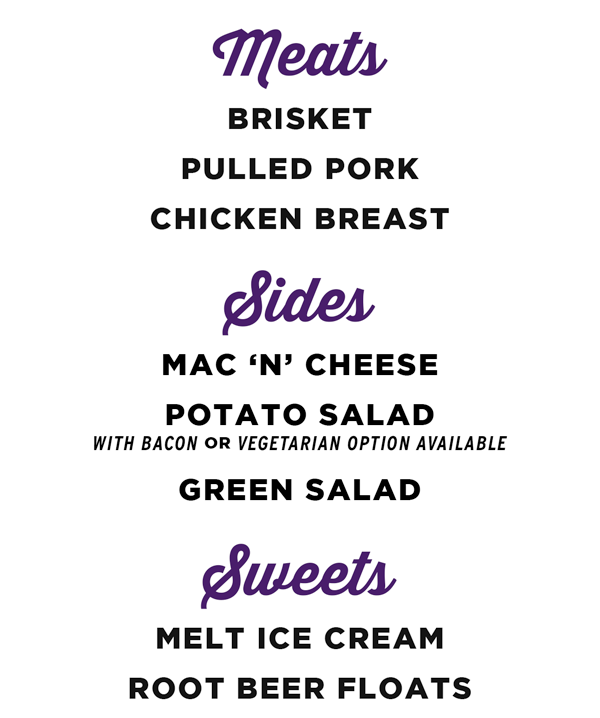 Meats
BRISKET
PULLED PORK
CHICKEN BREAST
Sides
MAC ‘N’ CHEESE
POTATO SALAD
WITH BACON OR VEGETARIAN OPTION AVAILABLE
GREEN SALAD
Sweets
MELT ICE CREAM
ROOT BEER FLOATS